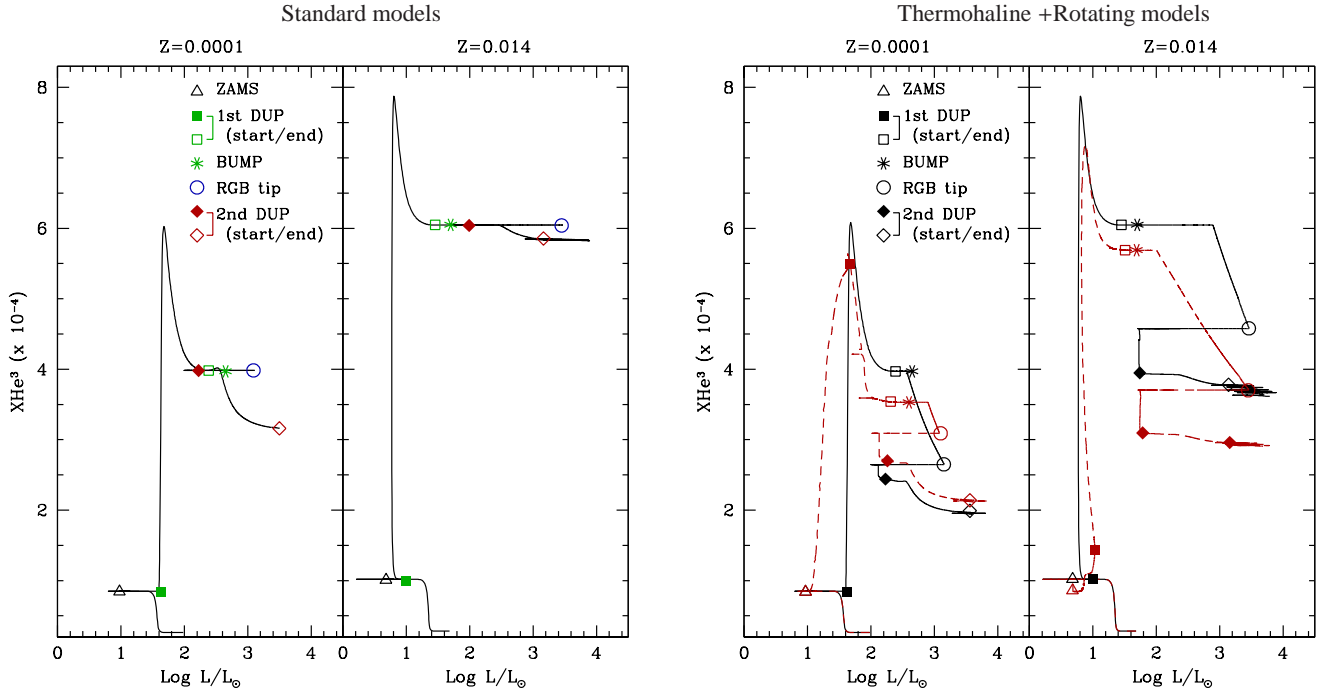 Standard models
Z=0.0001
Z=0.014
8
6
4
2
XHe³ (x 10⁻⁴)
ZAMS
1st DUP
(start/end)
BUMP
RGB tip
2nd DUP
(start/end)
0 1 2 3 4
0 1 2 3 4
Log L/L☉
Log L/L☉
Thermohaline +Rotating models
Z=0.0001
Z=0.014
8
6
4
2
XHe³ (x 10⁻⁴)
ZAMS
1st DUP
(start/end)
BUMP
RGB tip
2nd DUP
(start/end)
0 1 2 3 4
0 1 2 3 4
Log L/L☉
Log L/L☉